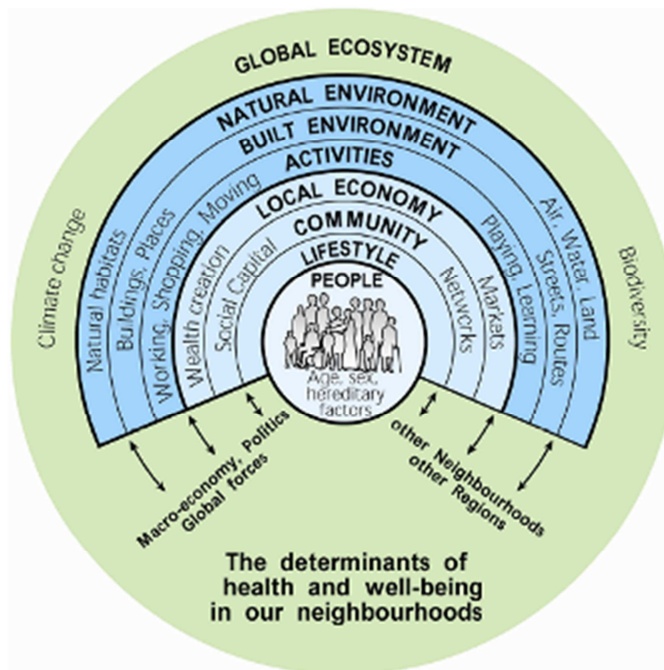 GLOBAL ECOSYSTEM
NATURAL ENVIRONMENT
BUILT ENVIRONMENT
ACTIVITIES
LOCAL ECONOMY
COMMUNITY
LIFESTYLE
PEOPLE
Age, sex,
hereditary
factors
Climate change
Natural habitats
Buildings, Places
Working, Shopping, Moving
Wealth creation
Social Capital
Networks
Markets
Playing, Learning
Streets, Routes
Air, Water, Land
Biodiversity
Macro-economy, Politics
Global forces
other Neighbourhoods
other Regions
The determinants of
health and well-being
in our neighbourhoods